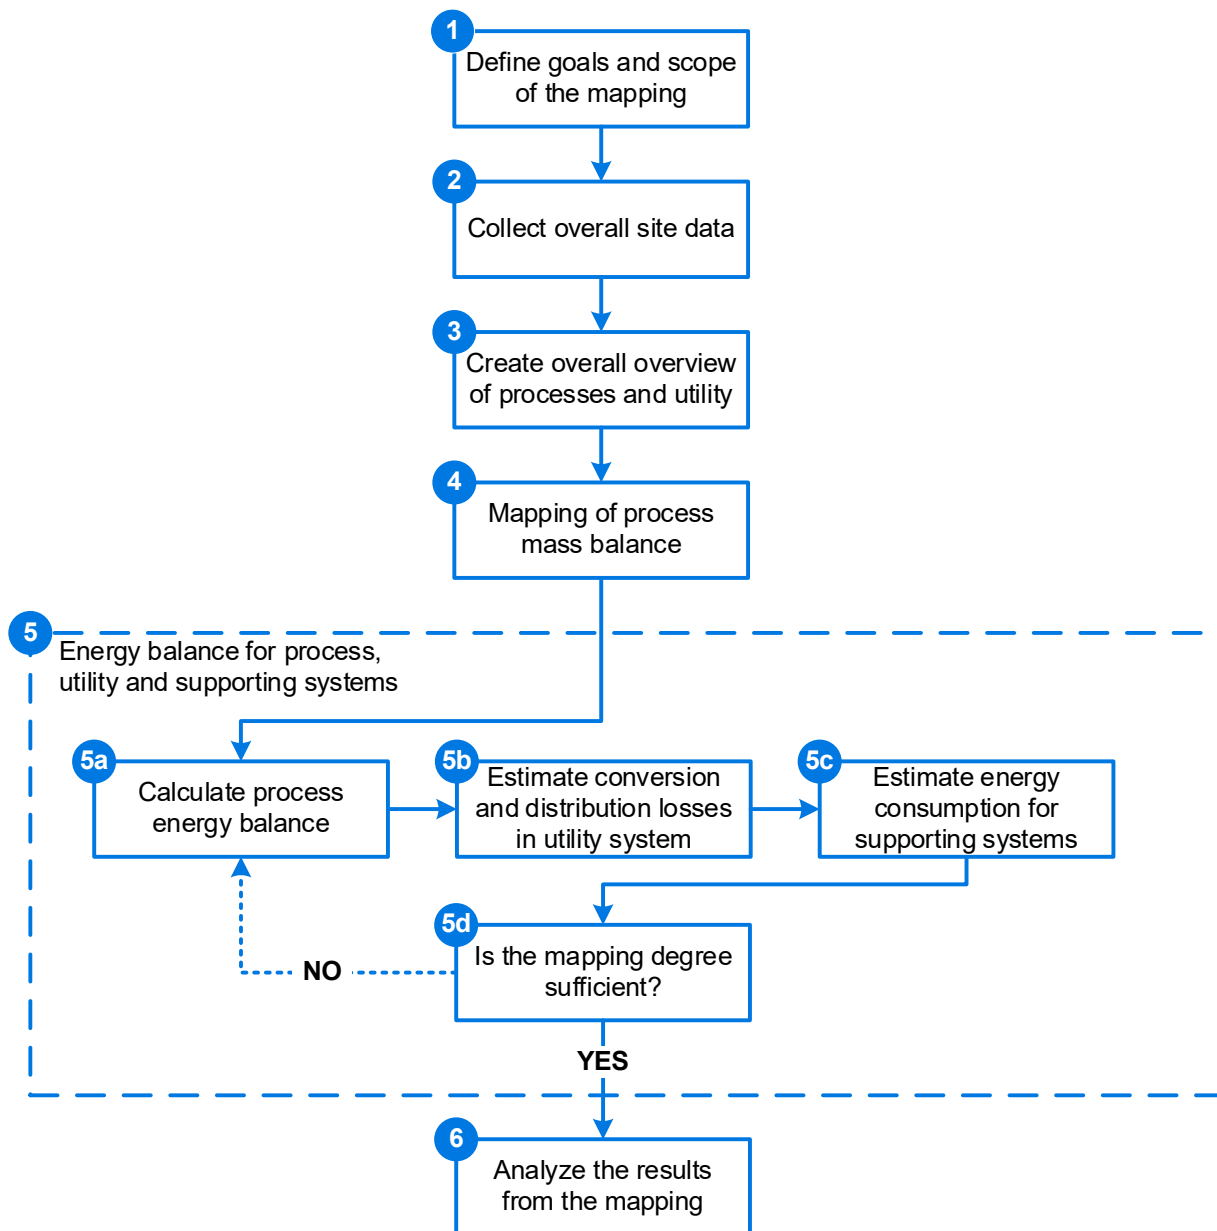 1
Define goals and scope
of the mapping
2
Collect overall site data
3
Create overall overview
of processes and utility
4
Mapping of process
mass balance
5
Energy balance for process,
utility and supporting systems
5a
Calculate process
energy balance
5b
Estimate conversion
and distribution losses
in utility system
5c
Estimate energy
consumption for
supporting systems
5d
Is the mapping degree
sufficient?
NO
YES
6
Analyze the results
from the mapping